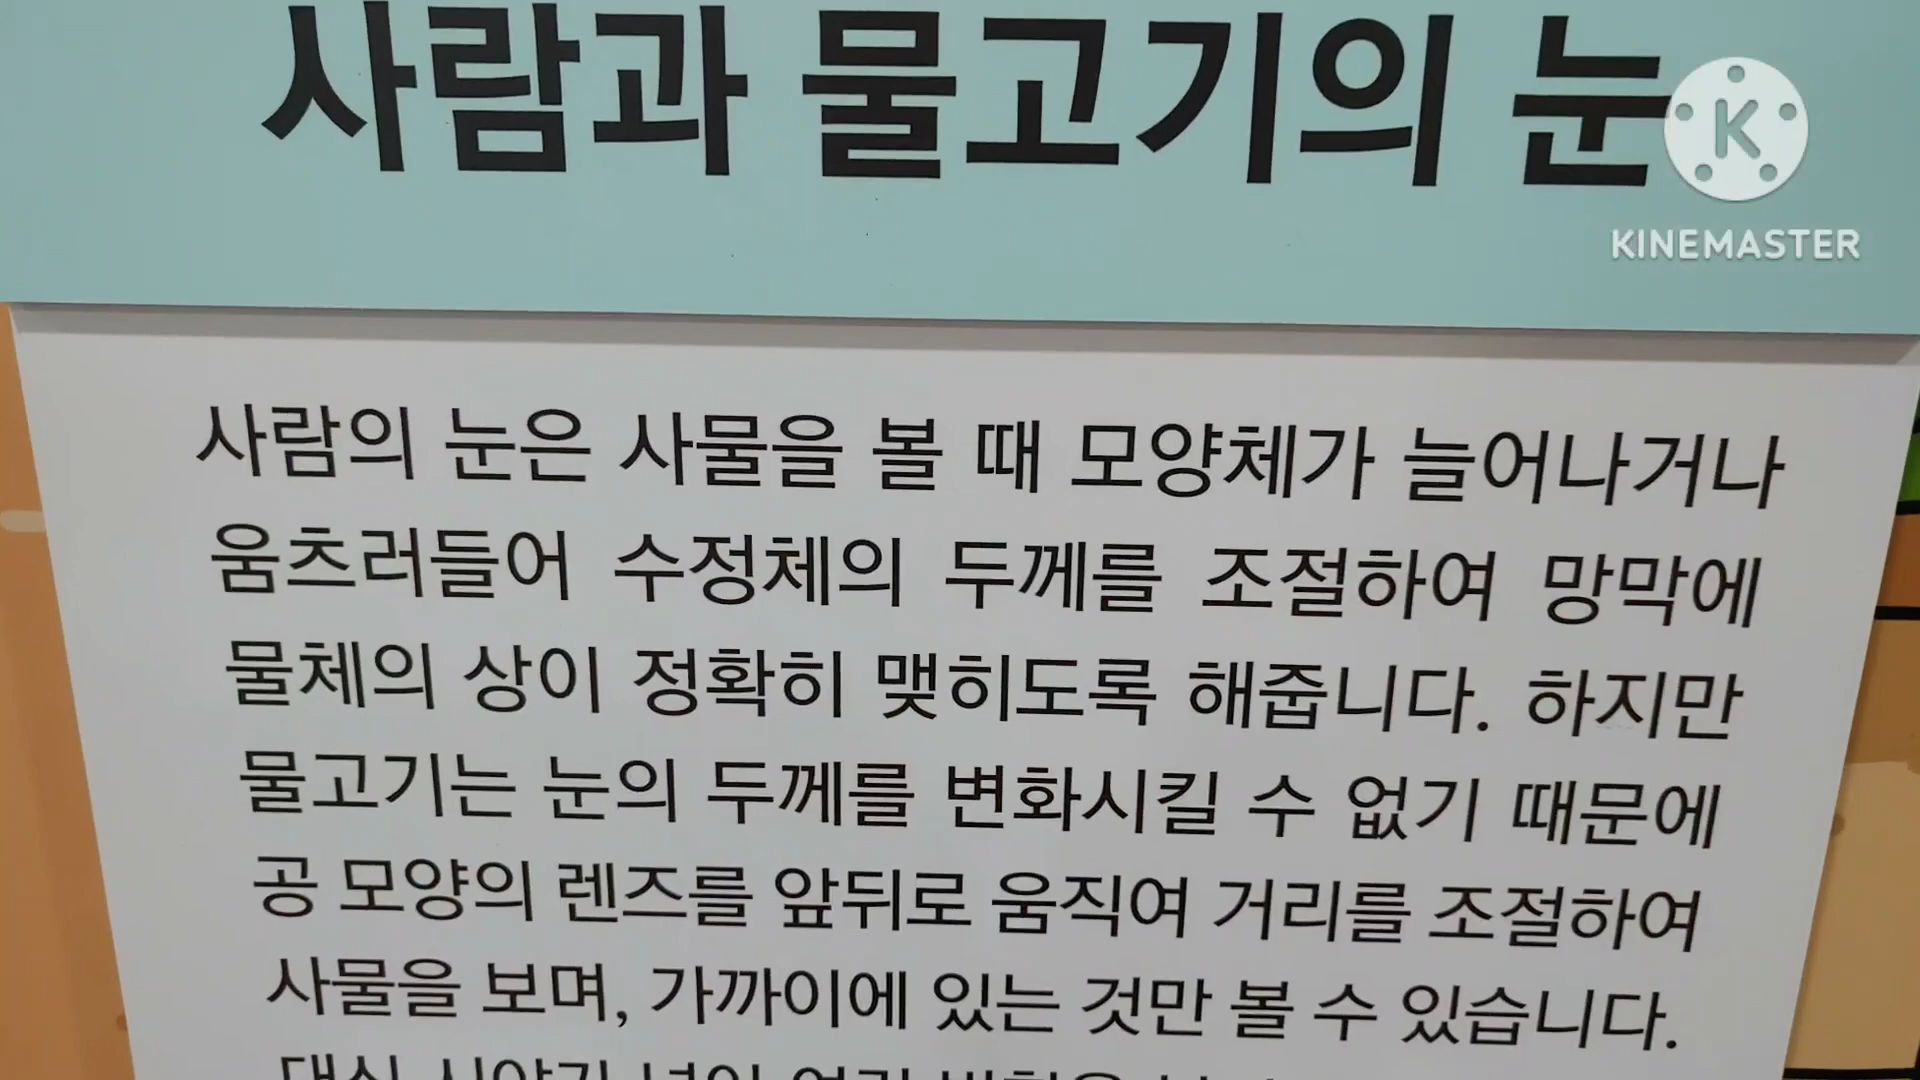 사람과 물고기의 눈
KINEMASTER
사람의 눈은 사물을 볼 때 모양체가 늘어나거나
움츠러들어 수정체의 두께를 조절하여 망막에
물체의 상이 정확히 맺히도록 해줍니다. 하지만
물고기는 눈의 두께를 변화시킬 수 없기 때문에
공 모양의 렌즈를 앞뒤로 움직여 거리를 조절하여
사물을 보며, 가까이에 있는 것만 볼 수 있습니다.